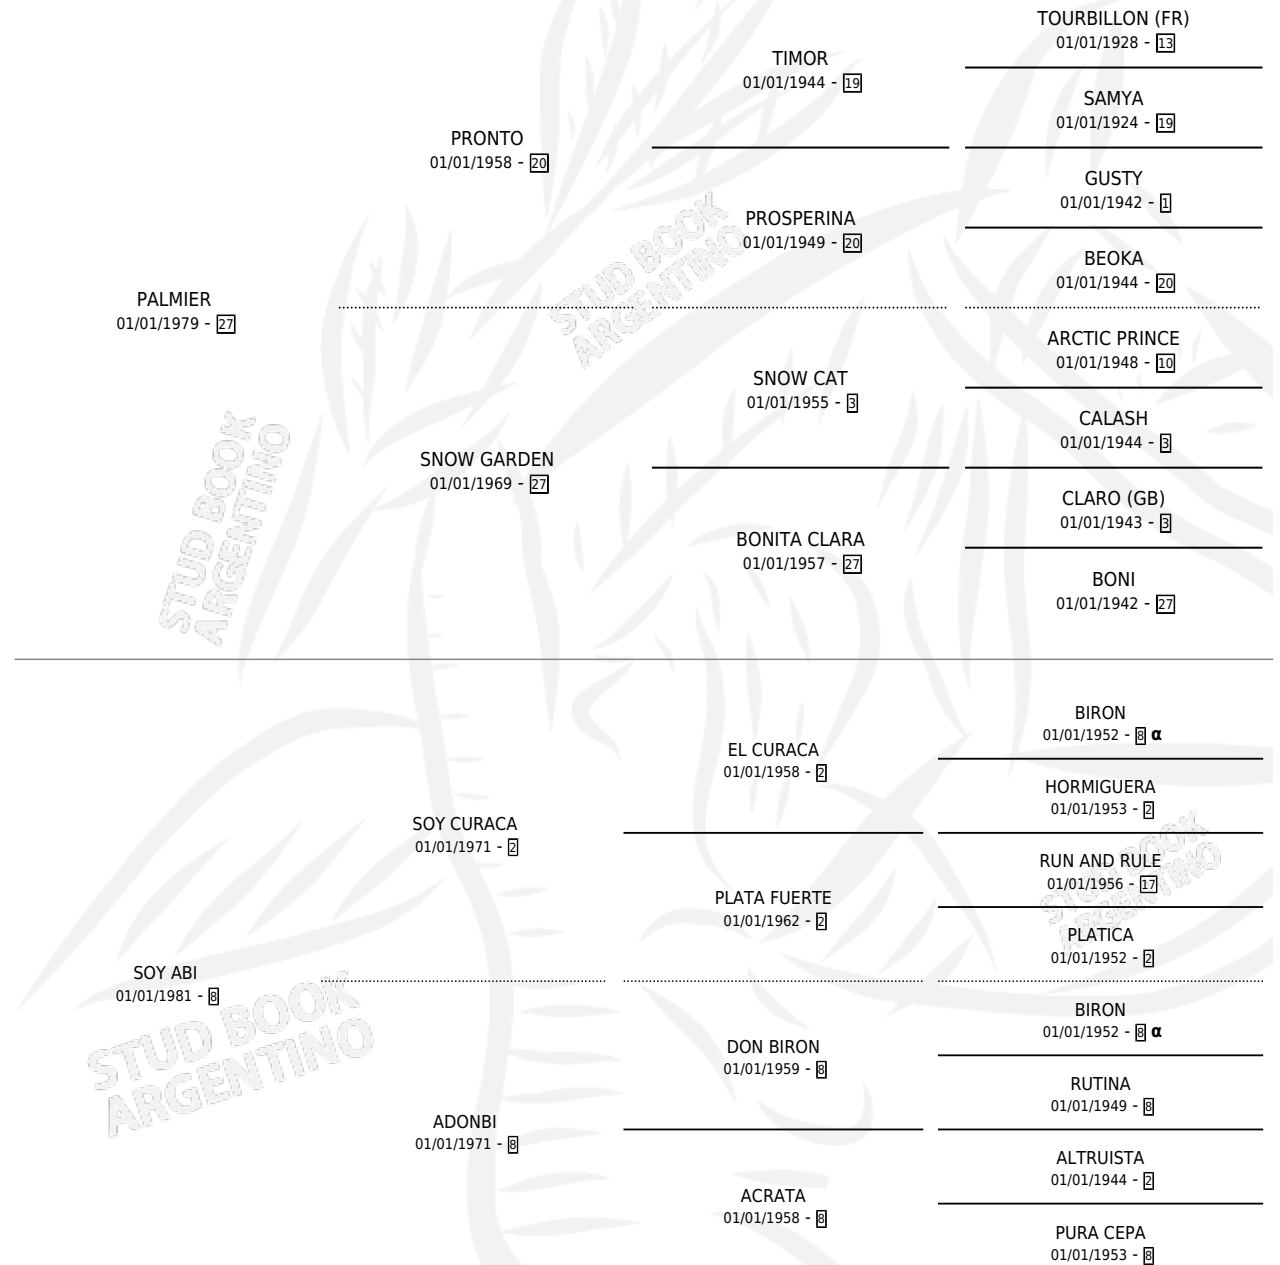 TOURBILLON (FR)
01/01/1928 - 13
TIMOR
01/01/1944 - 19
SAMYA
01/01/1924 - 19
PRONTO
01/01/1958 - 20
GUSTY
01/01/1942 - 1
PROSPERINA
01/01/1949 - 20
BEOKA
01/01/1944 - 20
STUD BOOK
ARGENTINO
PALMIER
01/01/1979 - 27
ARCTIC PRINCE
01/01/1948 - 10
SNOW CAT
01/01/1955 - 3
CALASH
01/01/1944 - 3
SNOW GARDEN
01/01/1969 - 27
CLARO (GB)
01/01/1943 - 3
BONITA CLARA
01/01/1957 - 27
BONI
01/01/1942 - 27
STUD BOOK
ARGENTINO
BIRON
01/01/1952 - 8 α
EL CURACA
01/01/1958 - 2
HORMIGUERA
01/01/1953 - 2
SOY CURACA
01/01/1971 - 2
RUN AND RULE
01/01/1956 - 17
PLATA FUERTE
01/01/1962 - 2
PLATICA
01/01/1952 - 2
STUD BOOK
ARGENTINO
SOY ABI
01/01/1981 - 8
BIRON
01/01/1952 - 8 α
DON BIRON
01/01/1959 - 8
RUTINA
01/01/1949 - 8
STUD BOOK
ARGENTINO
ADONBI
01/01/1971 - 8
ALTRUISTA
01/01/1944 - 2
ACRATA
01/01/1958 - 8
PURA CEPA
01/01/1953 - 8